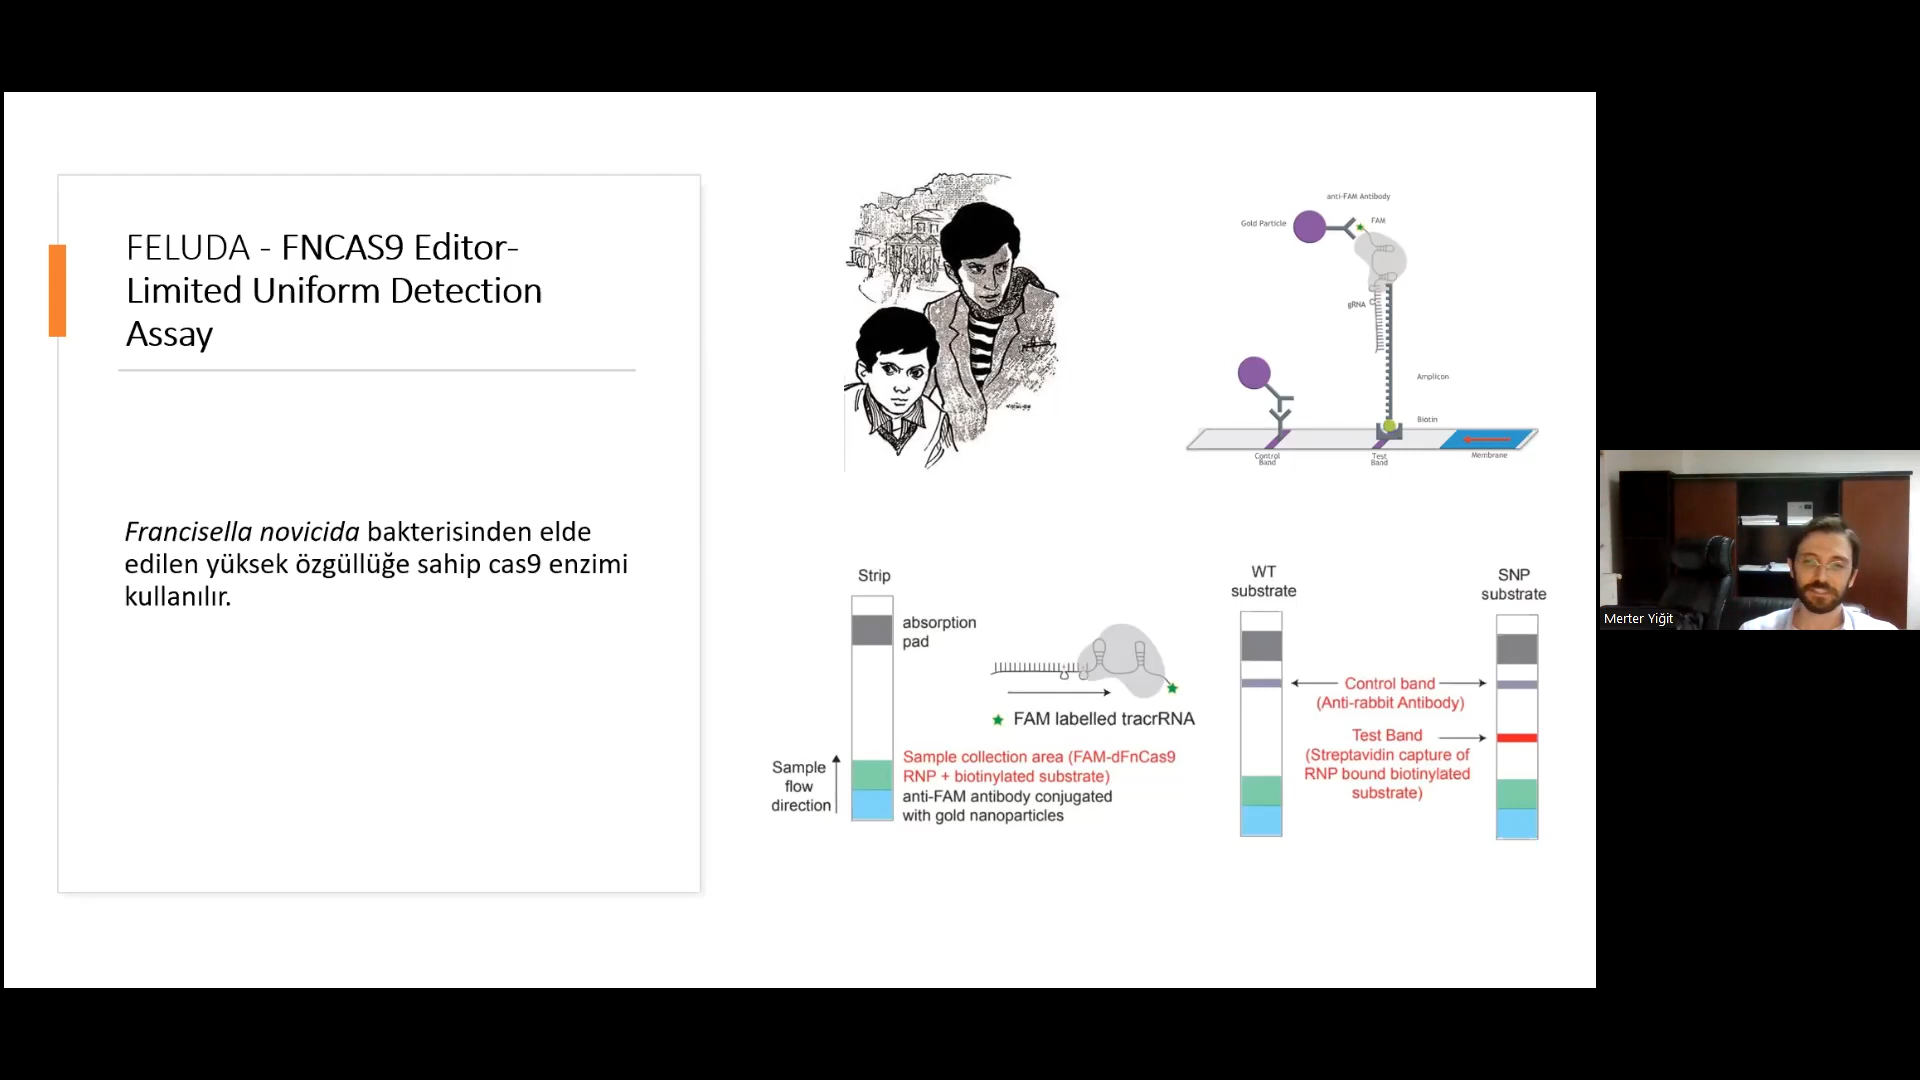 FELUDA - FNCAS9 Editor-
Limited Uniform Detection
Assay
Francisella novicida bakterisinden elde
edilen yüksek özgüllüğe sahip cas9 enzimi
kullanılır.
anti-FAM Antibody
Gold Particle
FAM
gRNA
Amplicon
Biotin
Control
Band
Test
Band
Membrane
Strip
absorption
pad
FAM labelled tracrRNA
Sample
flow
direction
Sample collection area (FAM-dFnCas9
RNP + biotinylated substrate)
anti-FAM antibody conjugated
with gold nanoparticles
WT
substrate
SNP
substrate
Control band
(Anti-rabbit Antibody)
Test Band
(Streptavidin capture of
RNP bound biotinylated
substrate)
Merter Yiğit